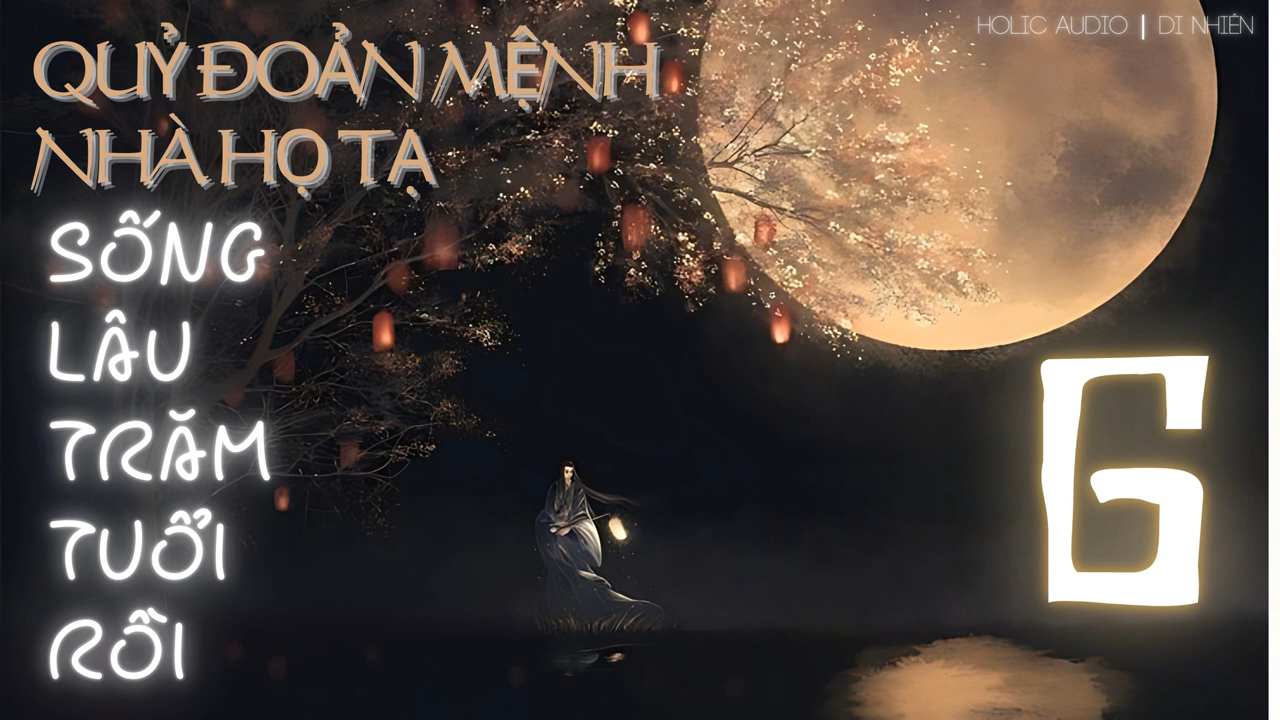 HOLIC AUDIO | DI NHIÊN
QUỶ ĐOẢN MỆNH
NHÀ HỌ TẠ
SỐNG
LÂU
TRĂM
TUỔI
RỒI
6